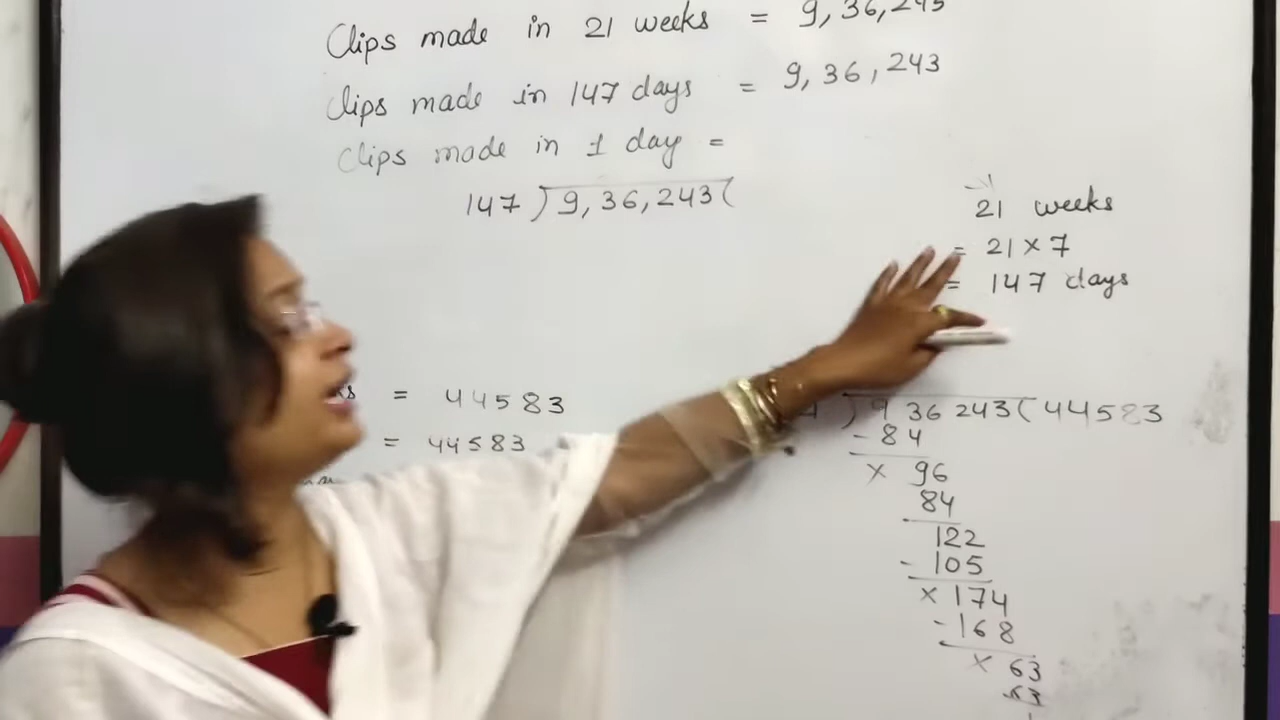 Clips made in 21 weeks = 9,36,243
Clips made in 147 days = 9,36,243
Clips made in 1 day =
147 ) 9,36,243 (
21 weeks
= 21 × 7
= 147 days
= 44583
= 44583
) 9 36 243 ( 44583
- 84
× 96
84
122
- 105
× 174
- 168
× 63
63